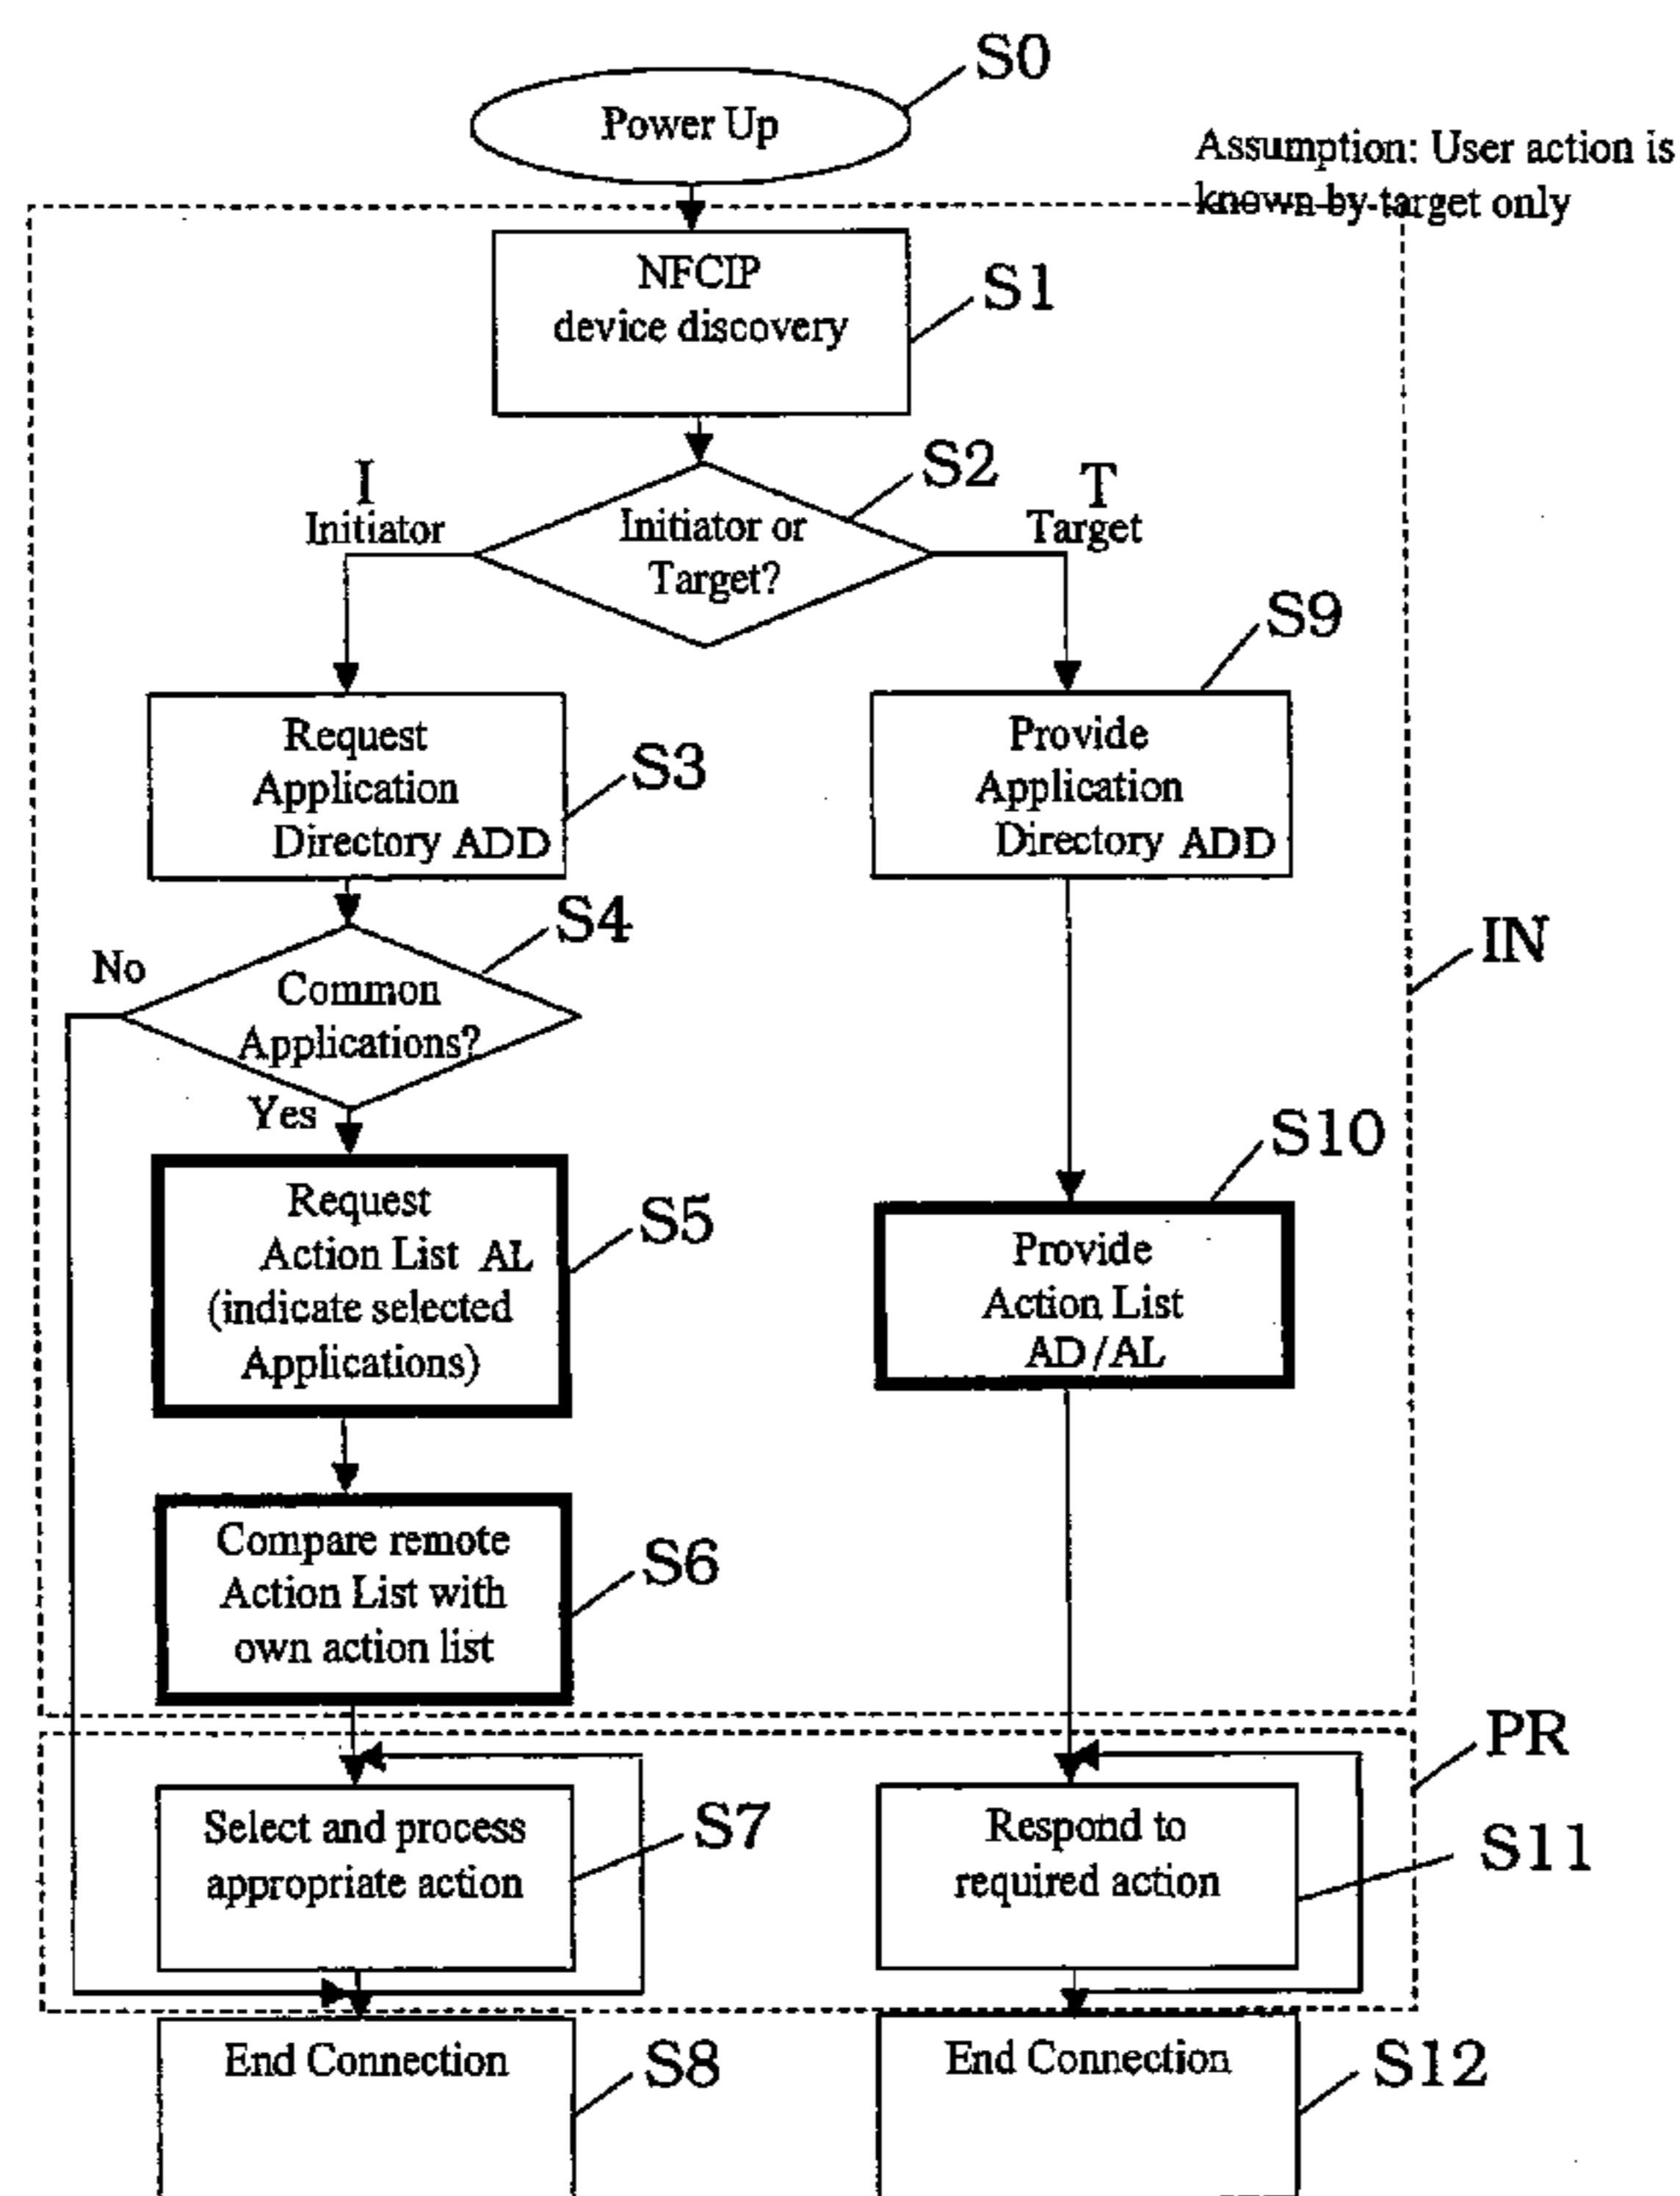 S0
Power Up
Assumption: User action is
known by target only
NFCIP
device discovery
S1
S2
I
Initiator
Initiator or
Target?
T
Target
S9
Request
Application
Directory ADD
S3
Provide
Application
Directory ADD
S4
No
Common
Applications?
Yes
IN
S10
Request
Action List AL
(indicate selected
Applications)
S5
Provide
Action List
AD/AL
Compare remote
Action List with
own action list
S6
PR
Select and process
appropriate action
S7
Respond to
required action
S11
End Connection
S8
End Connection
S12